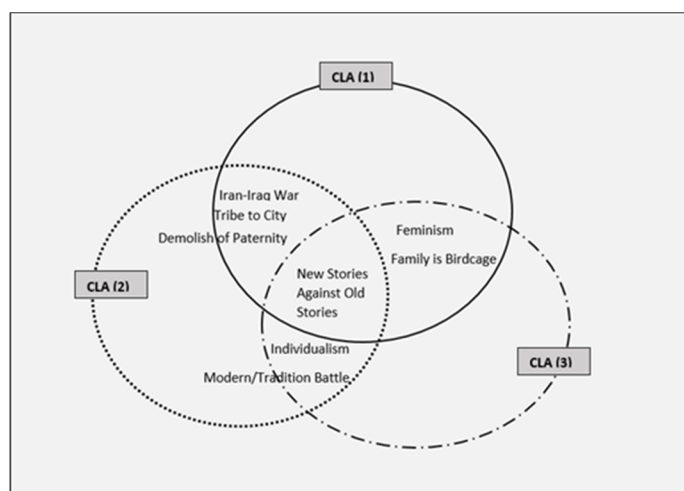 CLA (1)
Iran-Iraq War
Tribe to City
Demolish of Paternity
Feminism
Family is Birdcage
New Stories
Against Old
Stories
CLA (2)
Individualism
Modern/Tradition Battle
CLA (3)